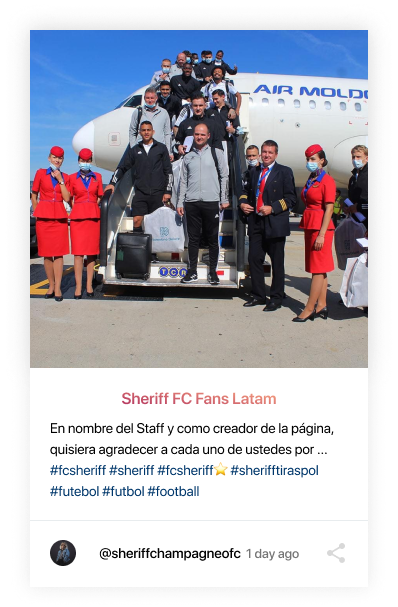 AIR MOLDO
Sheriff FC Fans Latam
En nombre del Staff y como creador de la página,
quisiera agradecer a cada uno de ustedes por ...
#fcsheriff #sheriff #fcsheriff⭐ #sherifftiraspol
#futebol #futbol #football
@sheriffchampagneofc 1 day ago